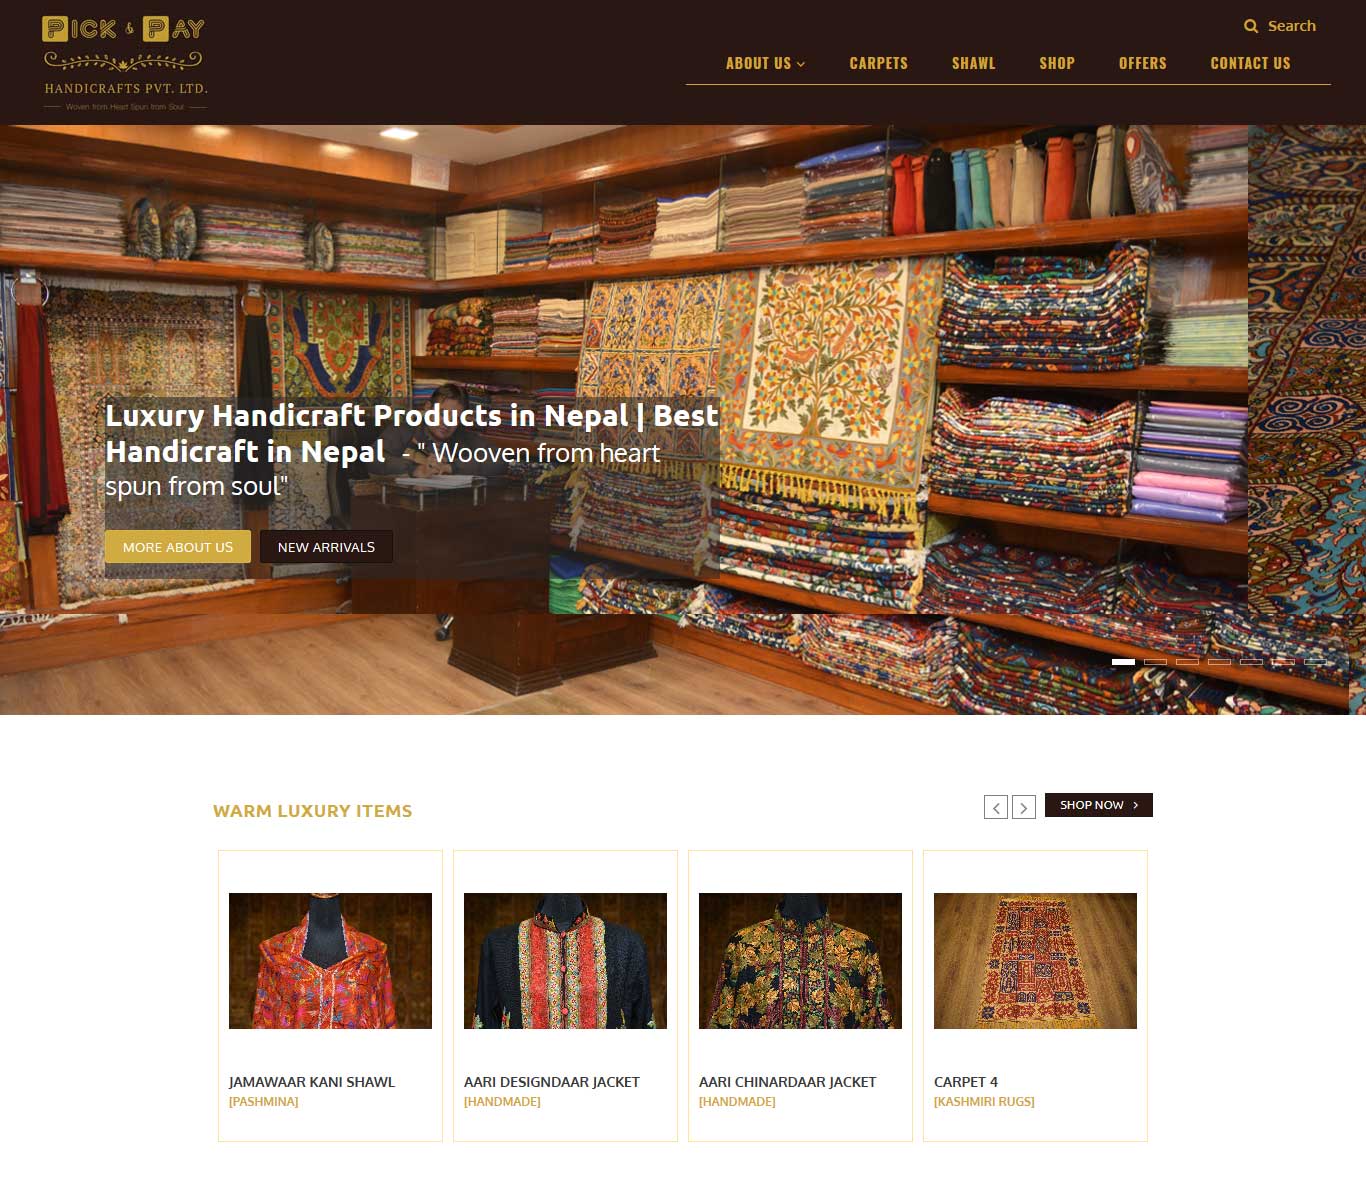 PICK & PAY
HANDICRAFTS PVT. LTD.
Woven from Heart Spun from Soul
Search
ABOUT US
CARPETS
SHAWL
SHOP
OFFERS
CONTACT US
Luxury Handicraft Products in Nepal | Best
Handicraft in Nepal - " Wooven from heart
spun from soul"
MORE ABOUT US
NEW ARRIVALS
WARM LUXURY ITEMS
SHOP NOW
JAMAWAAR KANI SHAWL
[PASHMINA]
AARI DESIGNDAAR JACKET
[HANDMADE]
AARI CHINARDAAR JACKET
[HANDMADE]
CARPET 4
[KASHMIRI RUGS]